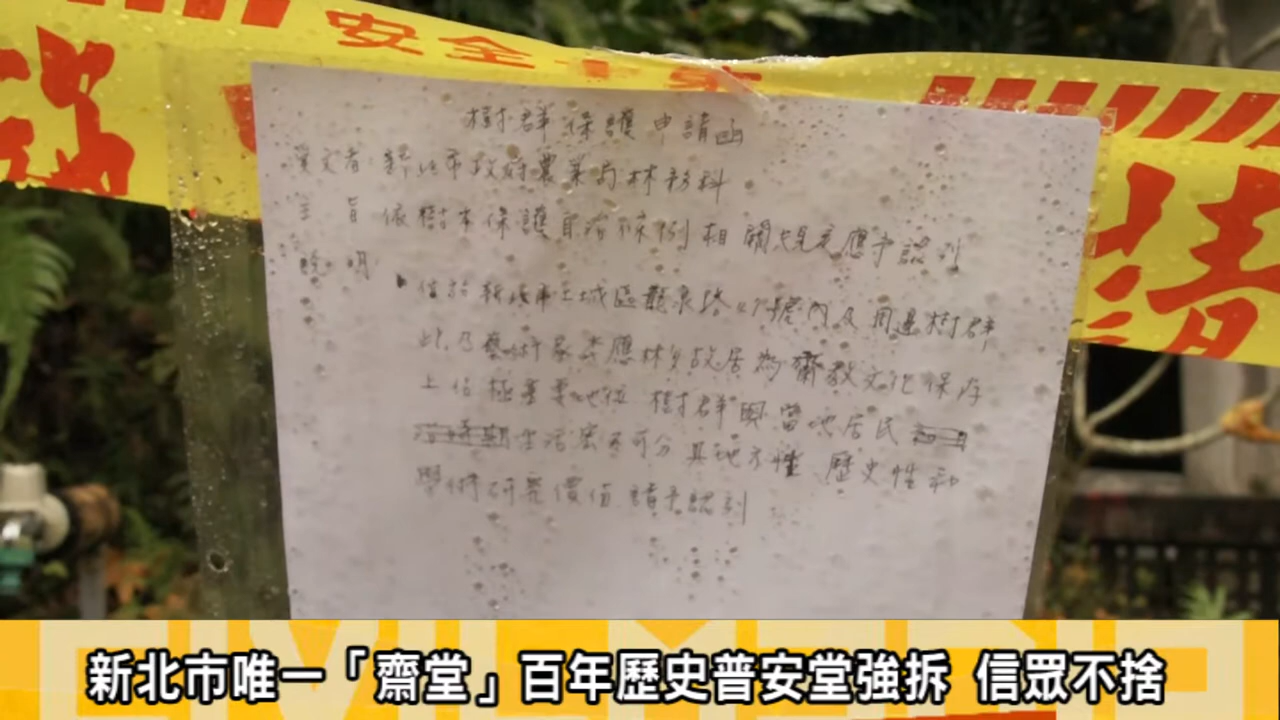 安全
請
樹群保護申請函
受文者 新北市政府農業局林務科
主旨 依樹木保護自治條例相關規定應予認列
說明
位於新北市土城區 號內及周邊樹群
此乃藝術家李應彬故居為齋教文化保存
上佔極重要地位 樹群與當地居民
生活密不可分 其地方性 歷史性和
學術研究價值 請予認列
新北市唯一「齋堂」百年歷史普安堂強拆 信眾不捨